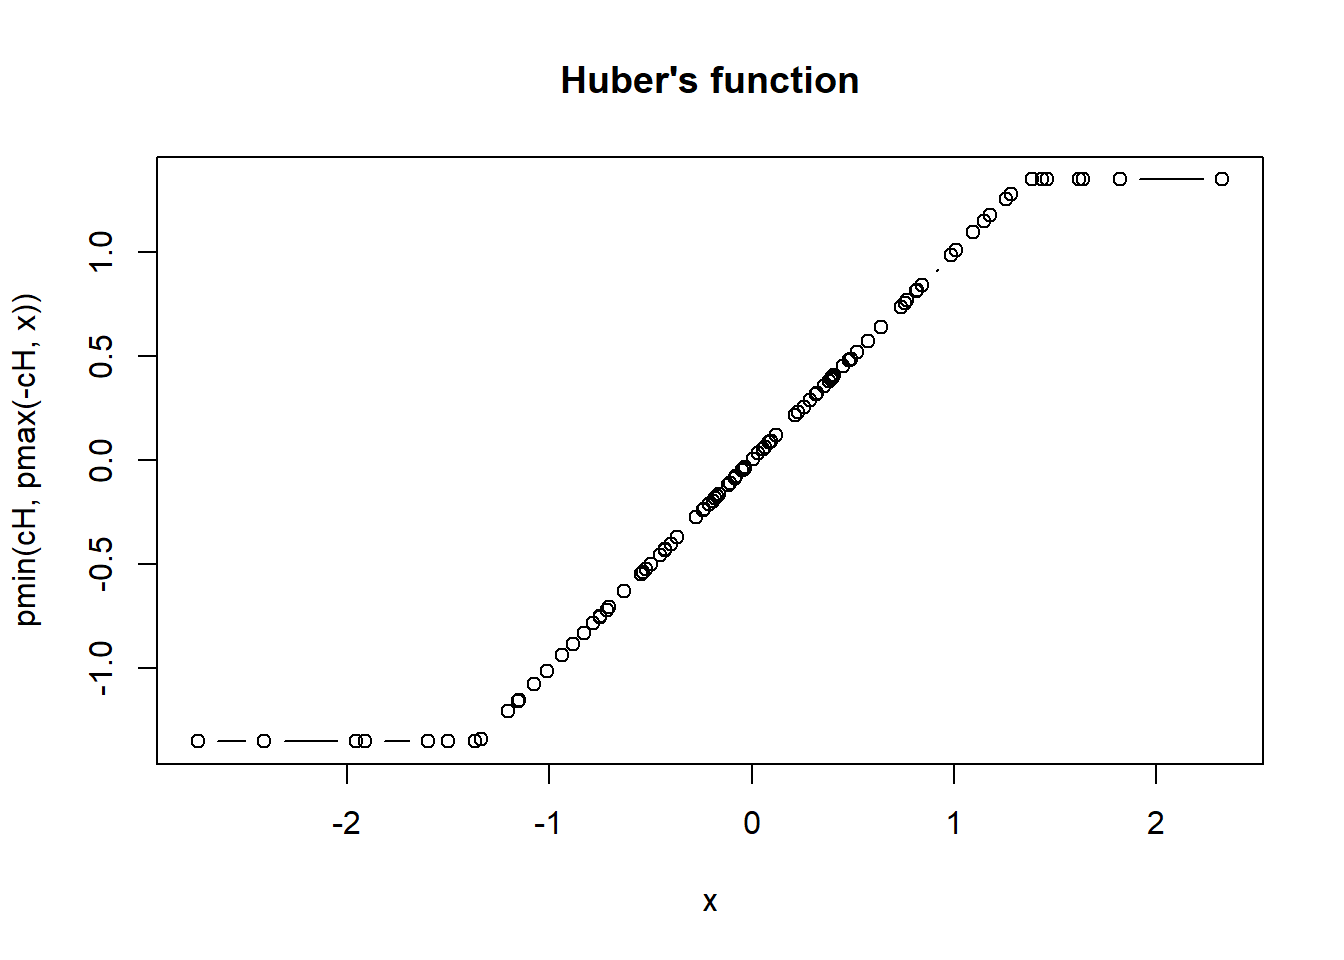 Huber's function
pmin(cH, pmax(-cH, x))
1.0
0.5
0.0
-0.5
-1.0
-2 -1 0 1 2
x